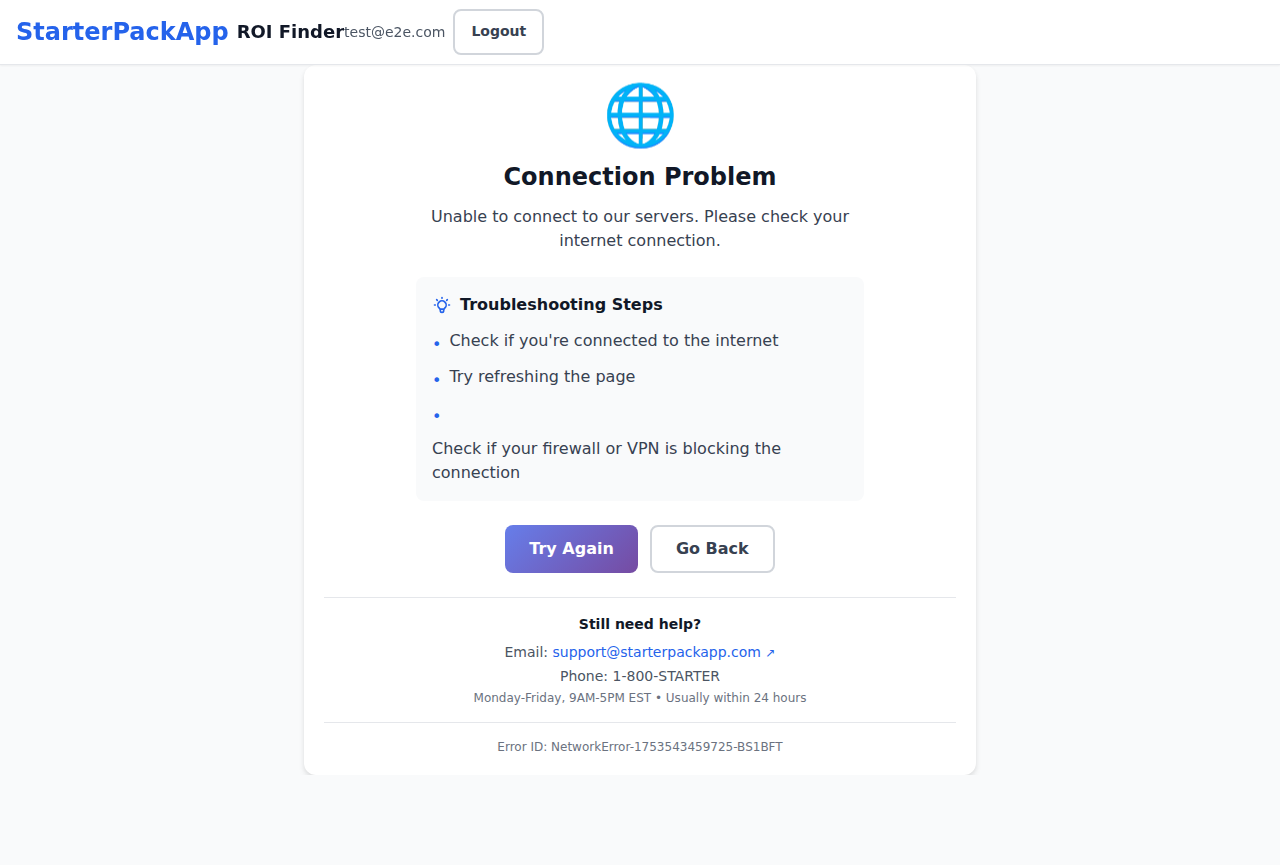 StarterPackApp ROI Finder test@e2e.com Logout
Connection Problem
Unable to connect to our servers. Please check your
internet connection.
Troubleshooting Steps
• Check if you're connected to the internet
• Try refreshing the page
•
Check if your firewall or VPN is blocking the
connection
Try Again Go Back
Still need help?
Email: support@starterpackapp.com ↗
Phone: 1-800-STARTER
Monday-Friday, 9AM-5PM EST • Usually within 24 hours
Error ID: NetworkError-1753543459725-BS1BFT